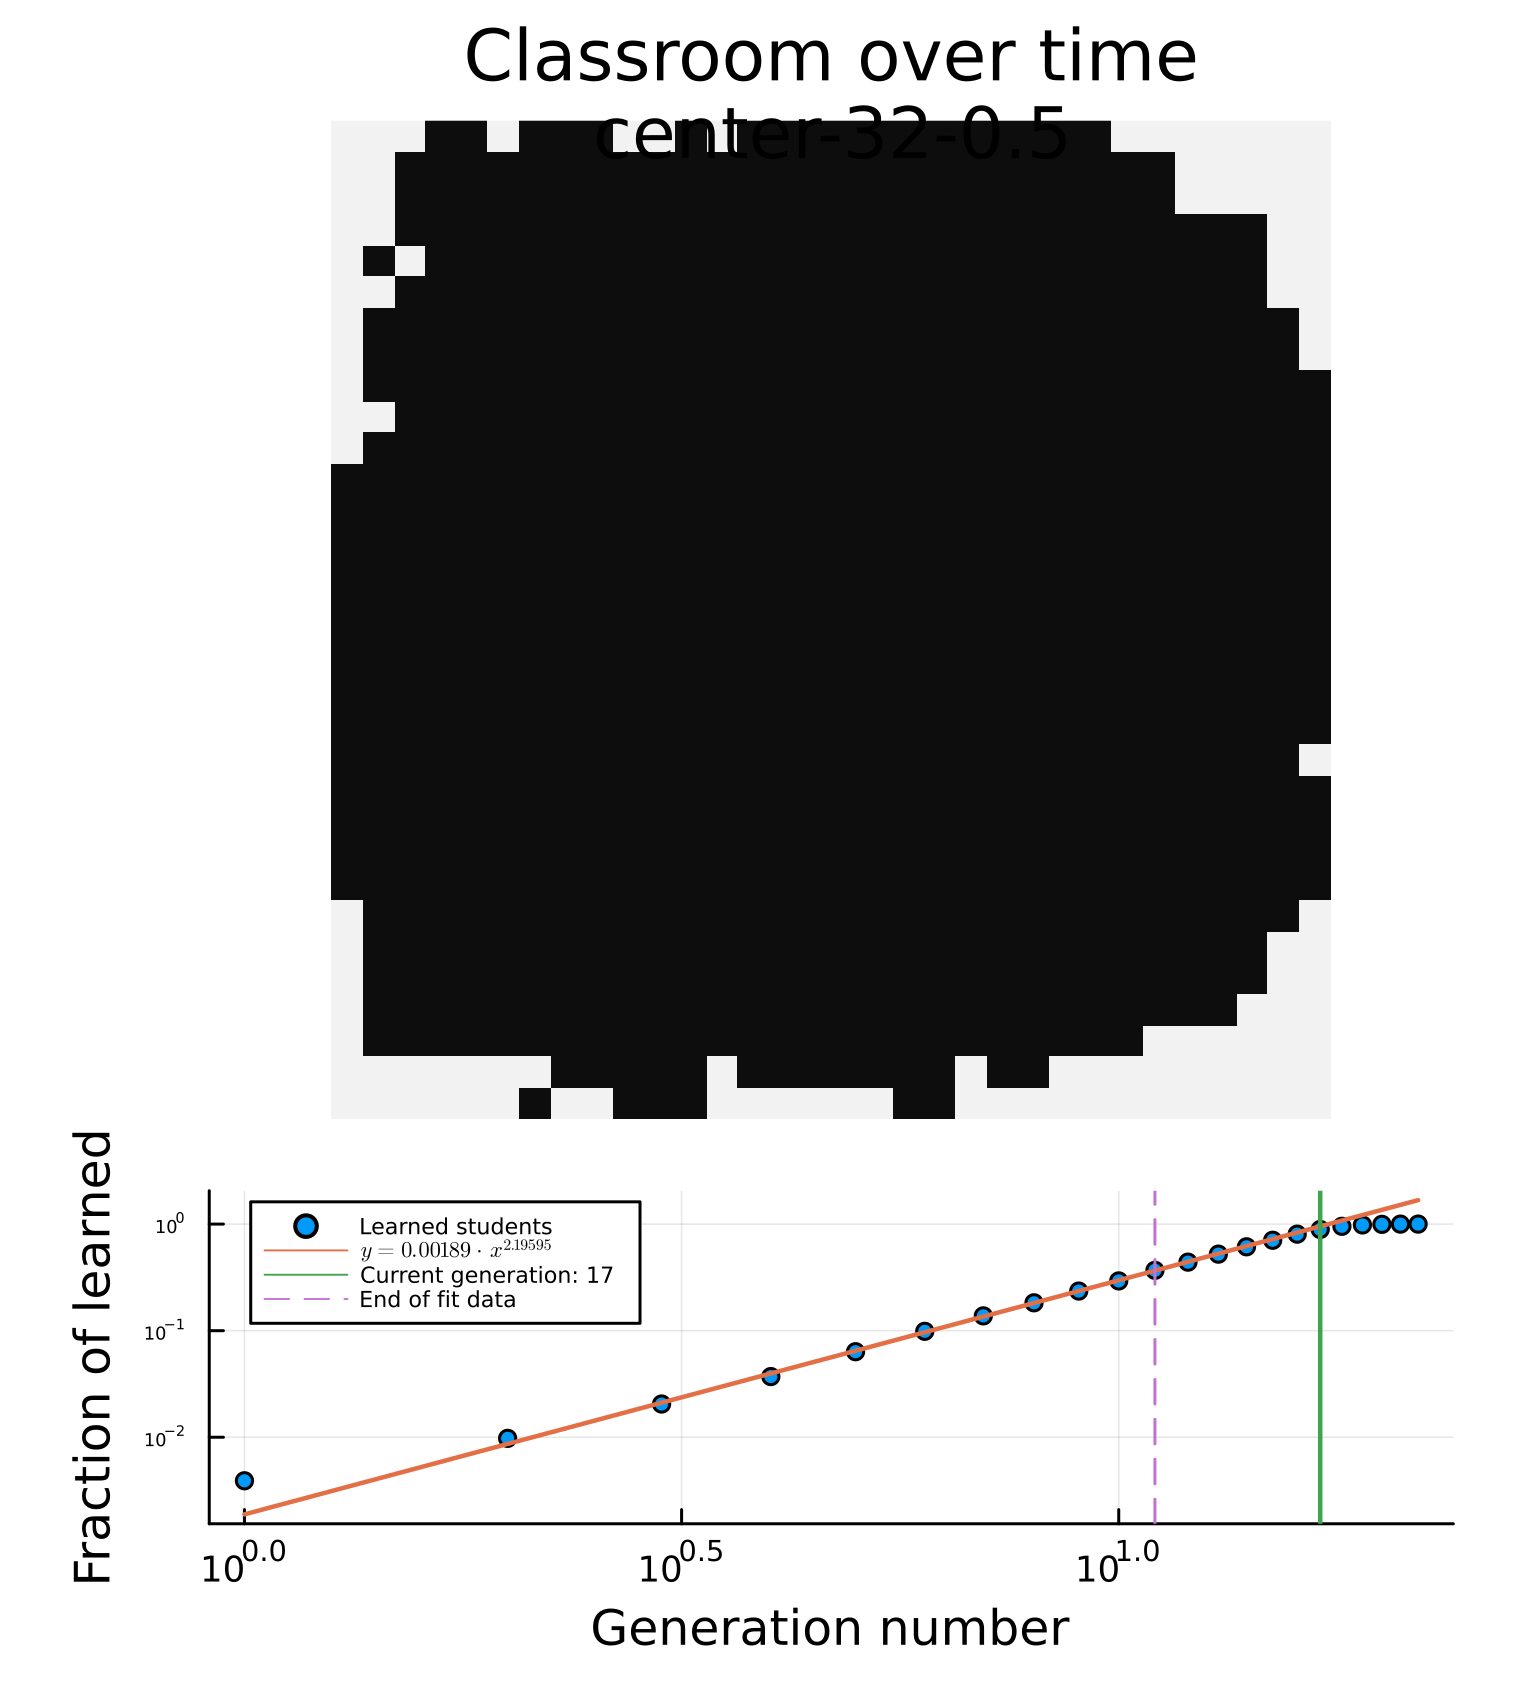 Classroom over time
center-32-0.5
Fraction of learned
10^0
10^-1
10^-2
Learned students
y = 0.00189 · x^2.19595
Current generation: 17
End of fit data
10^0.0
10^0.5
10^1.0
Generation number